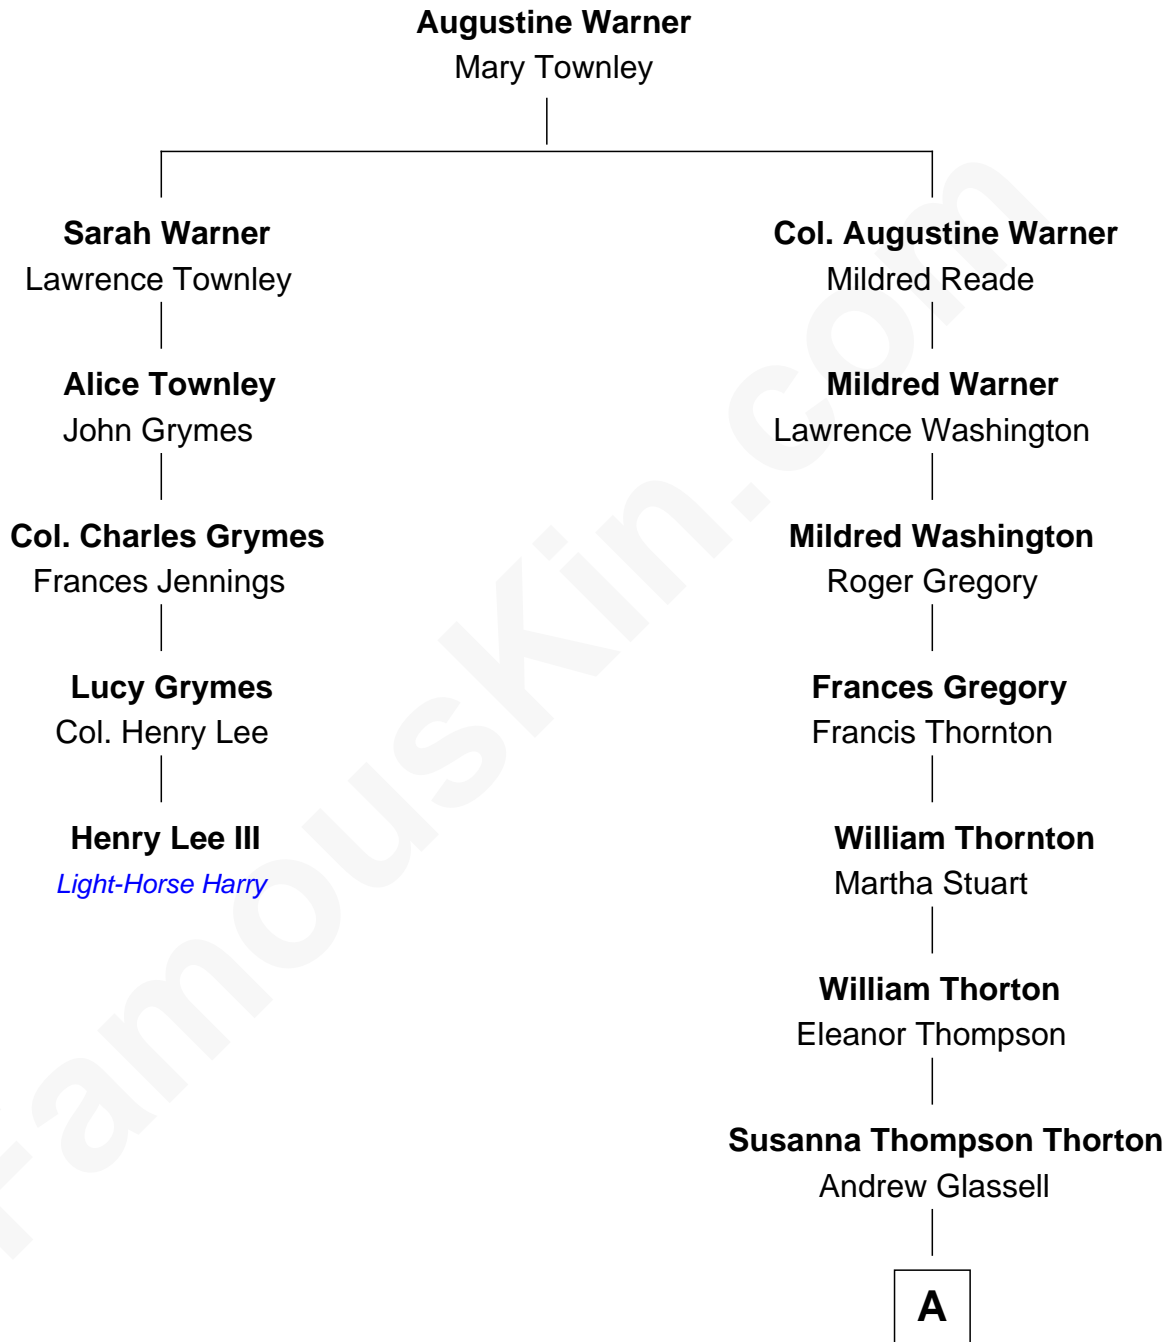 Augustine Warner
Mary Townley
Sarah Warner
Lawrence Townley
Col. Augustine Warner
Mildred Reade
Alice Townley
John Grymes
Mildred Warner
Lawrence Washington
Col. Charles Grymes
Frances Jennings
Mildred Washington
Roger Gregory
Lucy Grymes
Col. Henry Lee
Frances Gregory
Francis Thornton
Henry Lee III
Light-Horse Harry
William Thornton
Martha Stuart
William Thorton
Eleanor Thompson
Susanna Thompson Thorton
Andrew Glassell
A
FamousKin.com